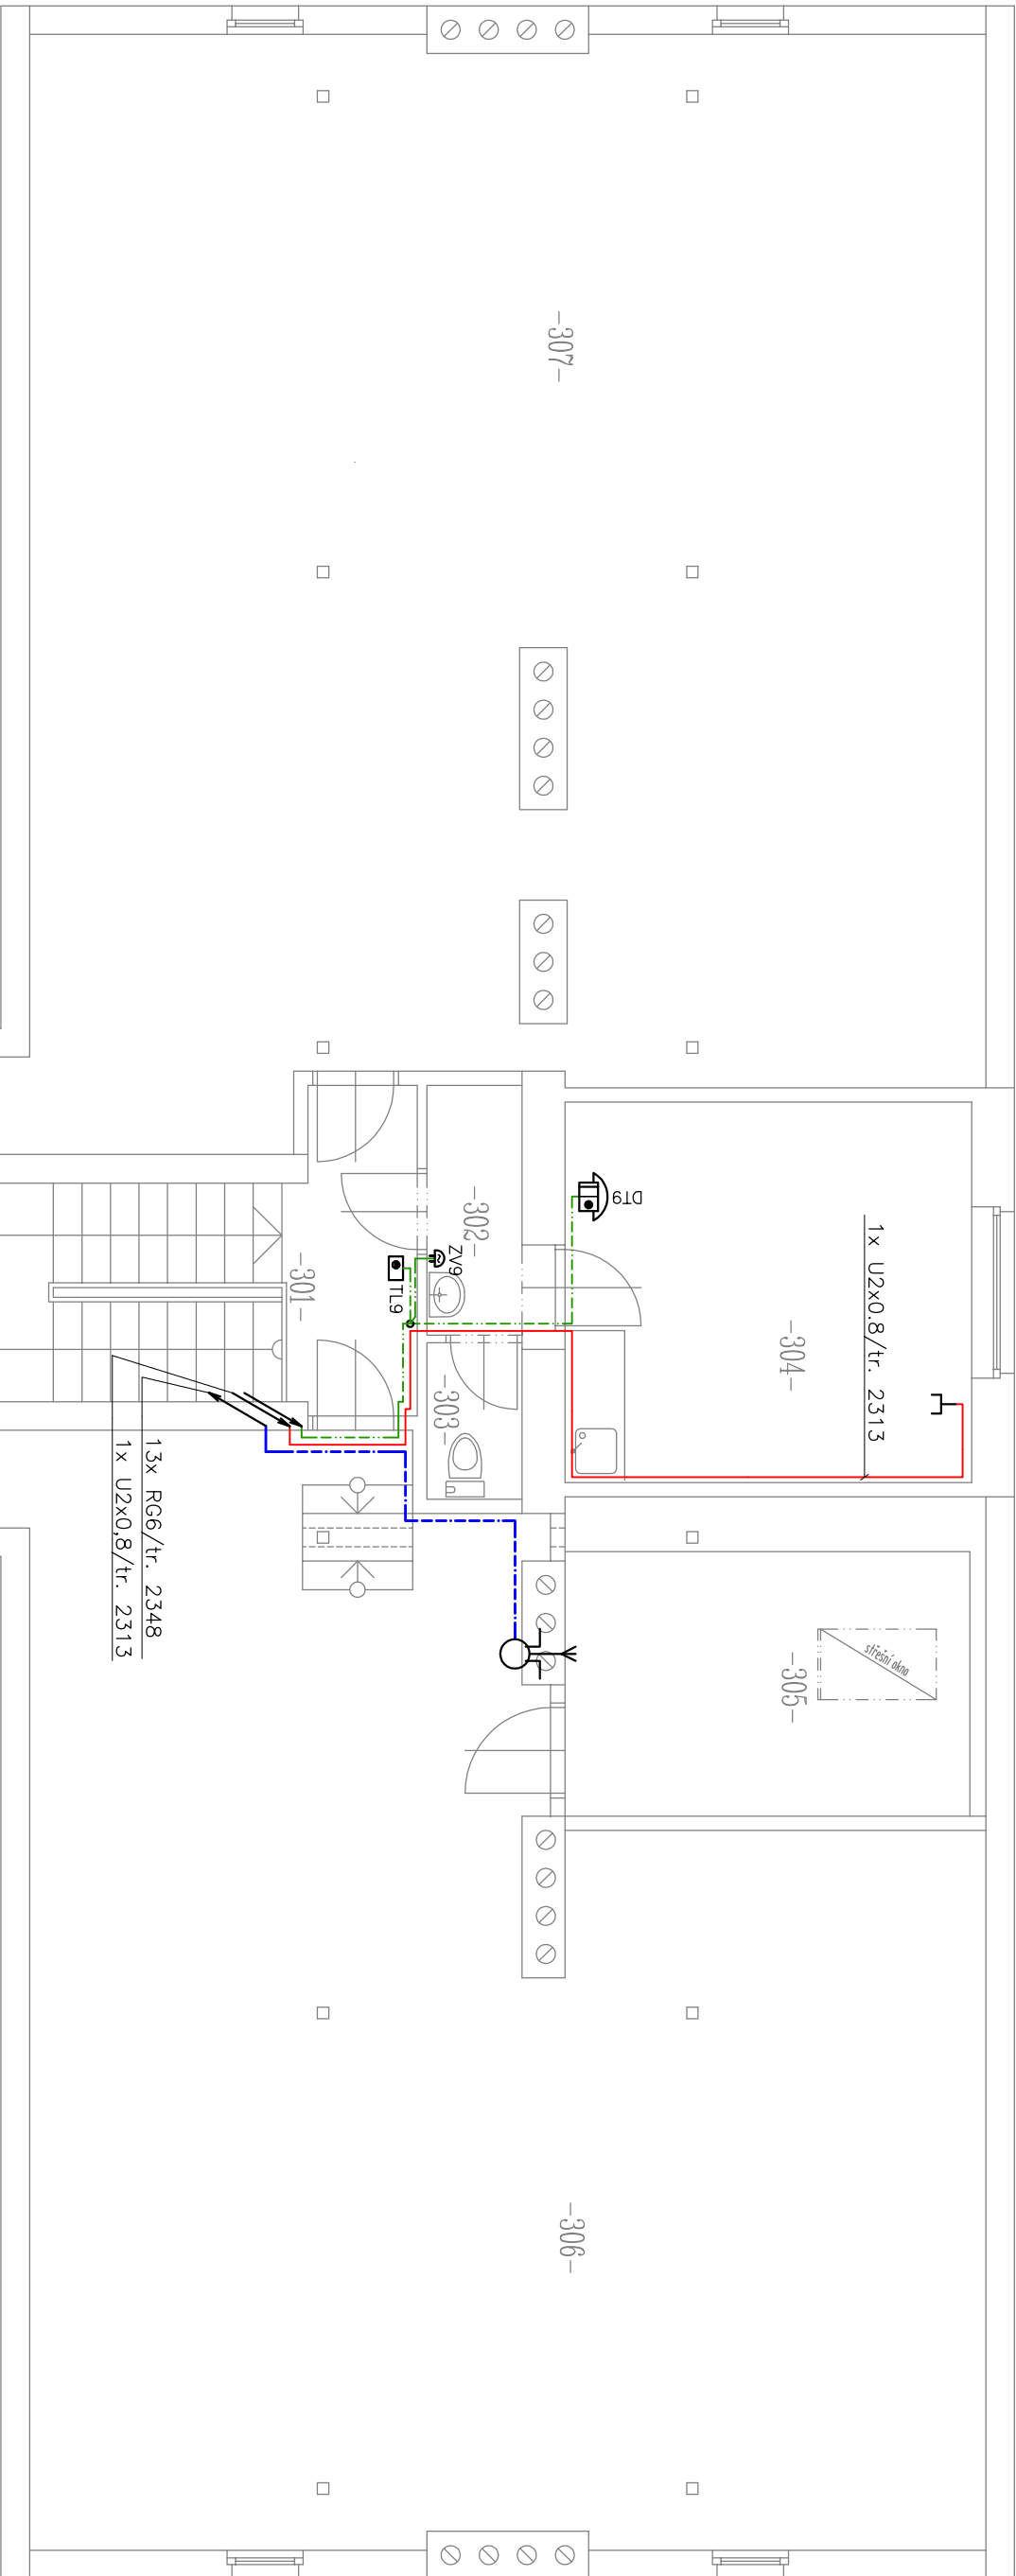 -307-
-302-
DT9
ZV9
TL9
-301-
1x U2x0.8/tr. 2313
-304-
-303-
13x RG6/tr. 2348
1x U2x0,8/tr. 2313
střešní okno
-305-
-306-